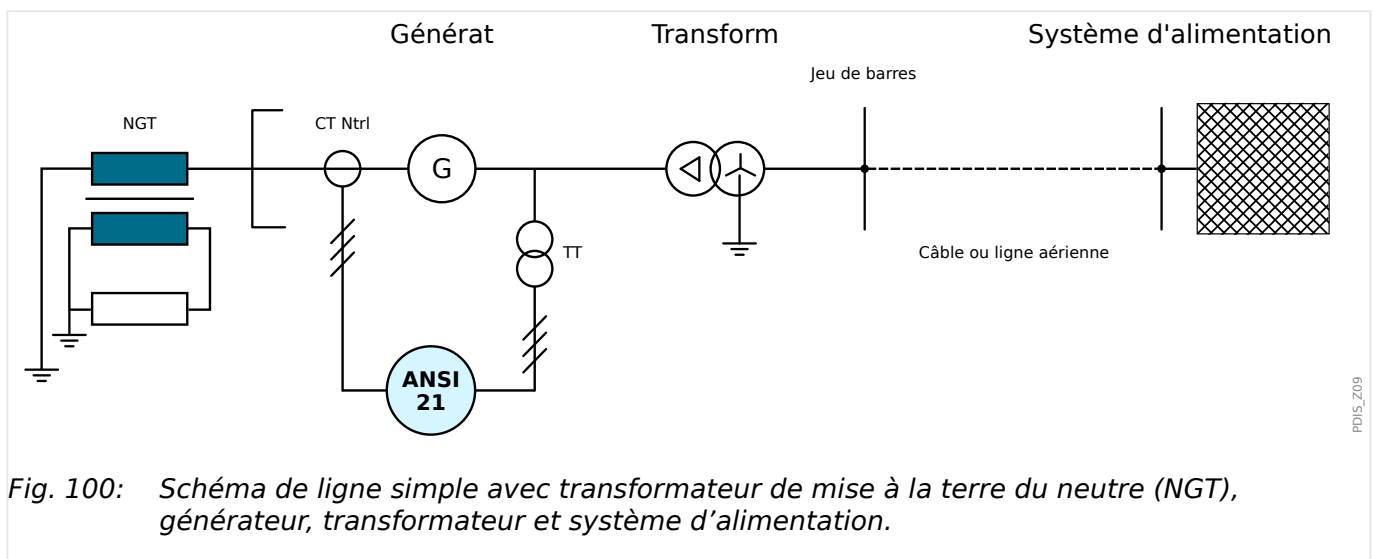 Générat
Transform
Système d'alimentation
Jeu de barres
NGT
CT Ntrl
G
TT
Câble ou ligne aérienne
ANSI
21
PDIS_Z09
Fig. 100: Schéma de ligne simple avec transformateur de mise à la terre du neutre (NGT),
générateur, transformateur et système d’alimentation.